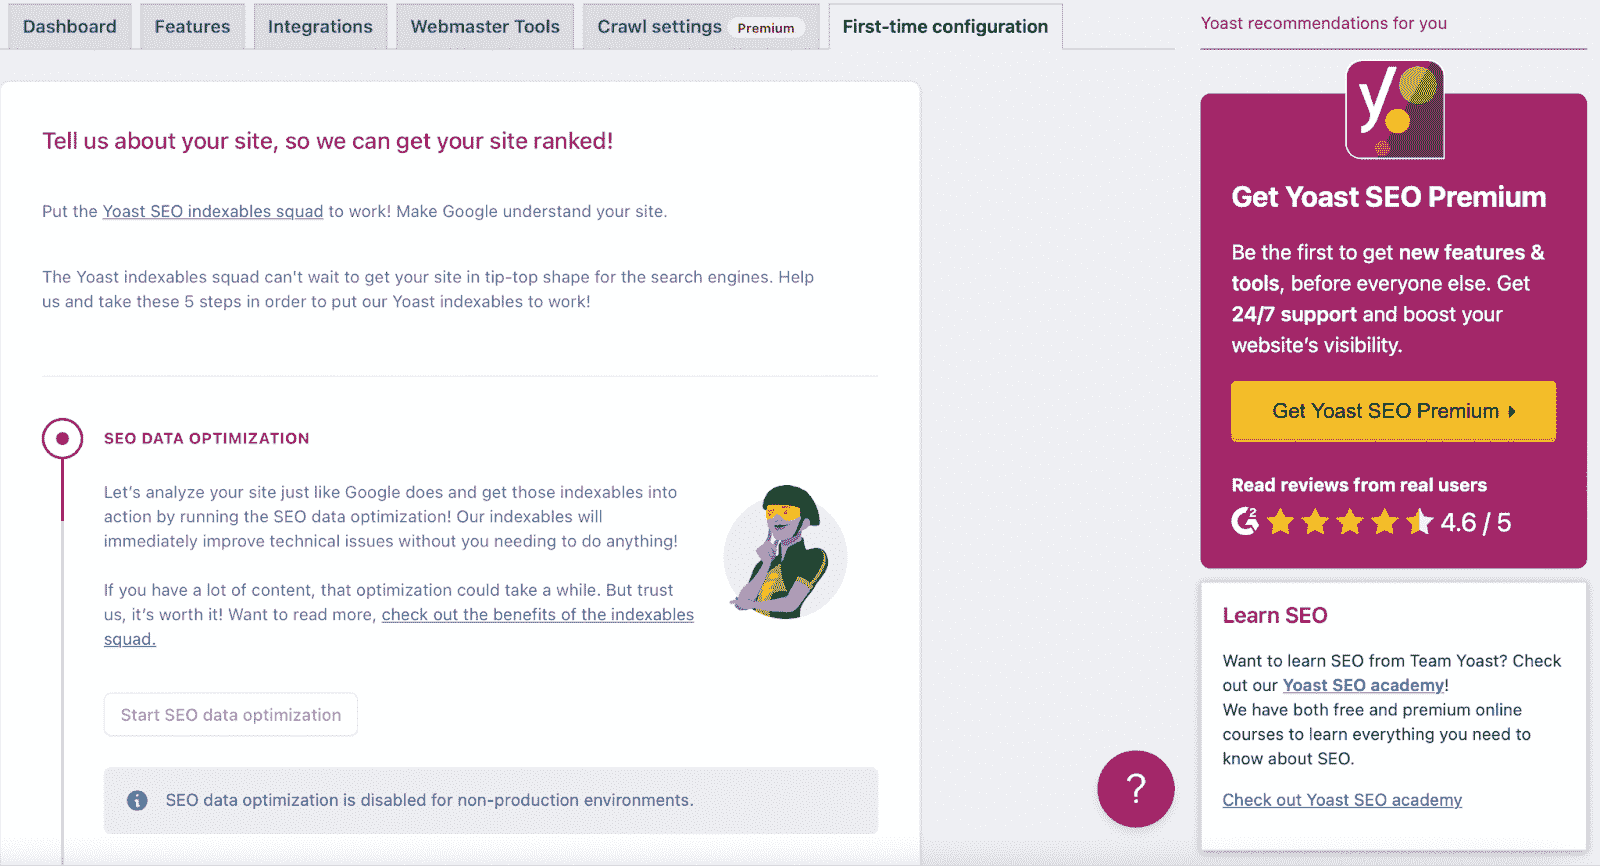 Dashboard
Features
Integrations
Webmaster Tools
Crawl settings Premium
First-time configuration
Tell us about your site, so we can get your site ranked!
Put the Yoast SEO indexables squad to work! Make Google understand your site.
The Yoast indexables squad can't wait to get your site in tip-top shape for the search engines. Help
us and take these 5 steps in order to put our Yoast indexables to work!
SEO DATA OPTIMIZATION
Let's analyze your site just like Google does and get those indexables into
action by running the SEO data optimization! Our indexables will
immediately improve technical issues without you needing to do anything!
If you have a lot of content, that optimization could take a while. But trust
us, it's worth it! Want to read more, check out the benefits of the indexables
squad.
Start SEO data optimization
SEO data optimization is disabled for non-production environments.
?
Yoast recommendations for you
y
Get Yoast SEO Premium
Be the first to get new features &
tools, before everyone else. Get
24/7 support and boost your
website's visibility.
Get Yoast SEO Premium
Read reviews from real users
G2 4.6 / 5
Learn SEO
Want to learn SEO from Team Yoast? Check
out our Yoast SEO academy!
We have both free and premium online
courses to learn everything you need to
know about SEO.
Check out Yoast SEO academy